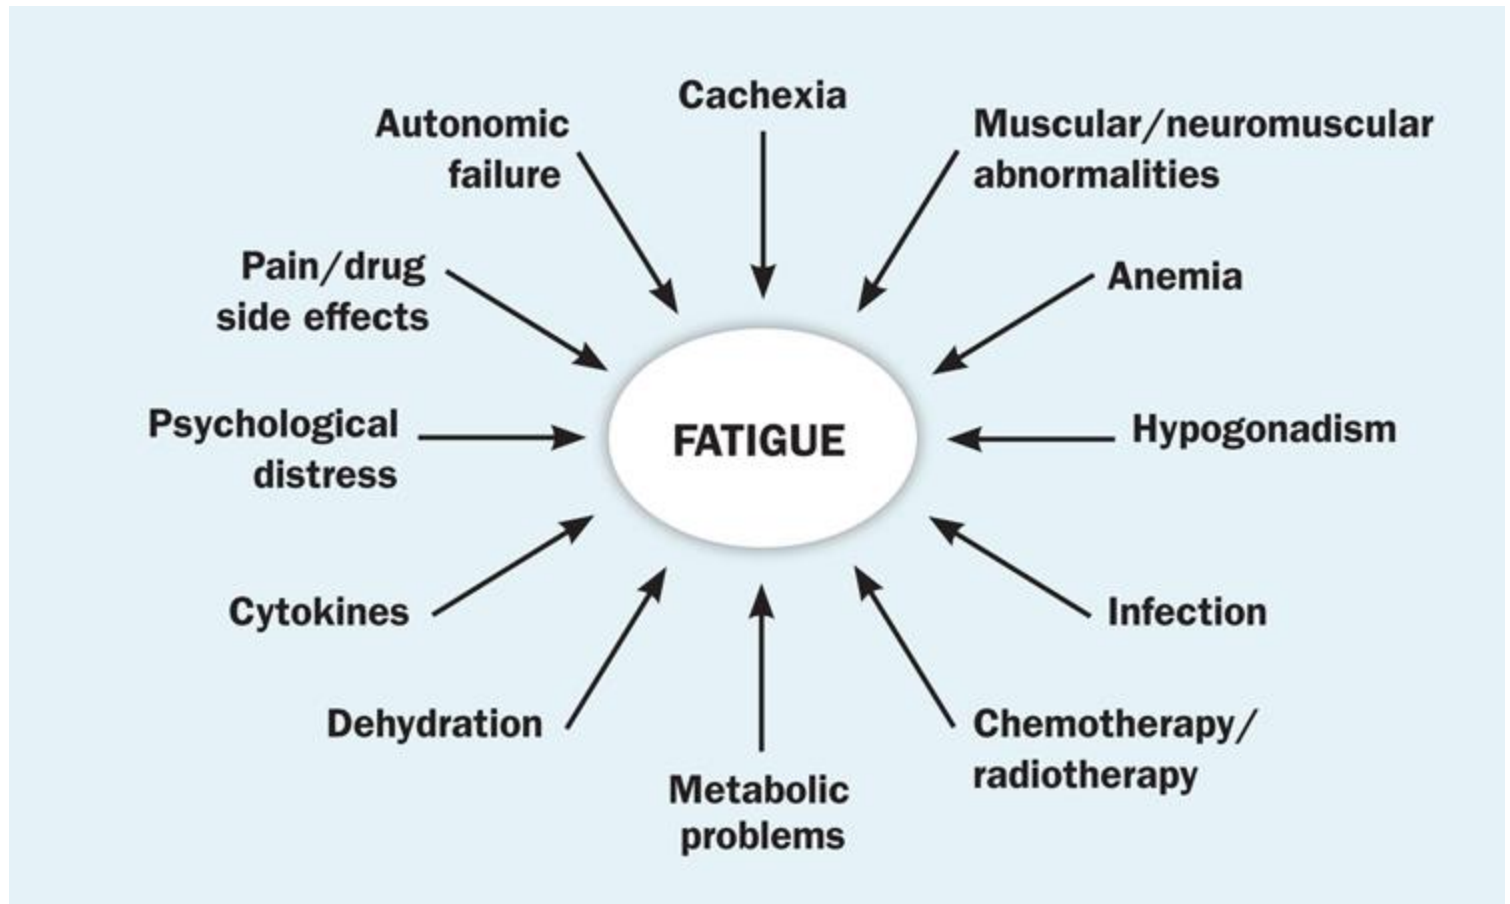 Cachexia
Muscular/neuromuscular
abnormalities
Anemia
Hypogonadism
Infection
Chemotherapy/
radiotherapy
Metabolic
problems
Dehydration
Cytokines
Psychological
distress
Pain/drug
side effects
Autonomic
failure
FATIGUE